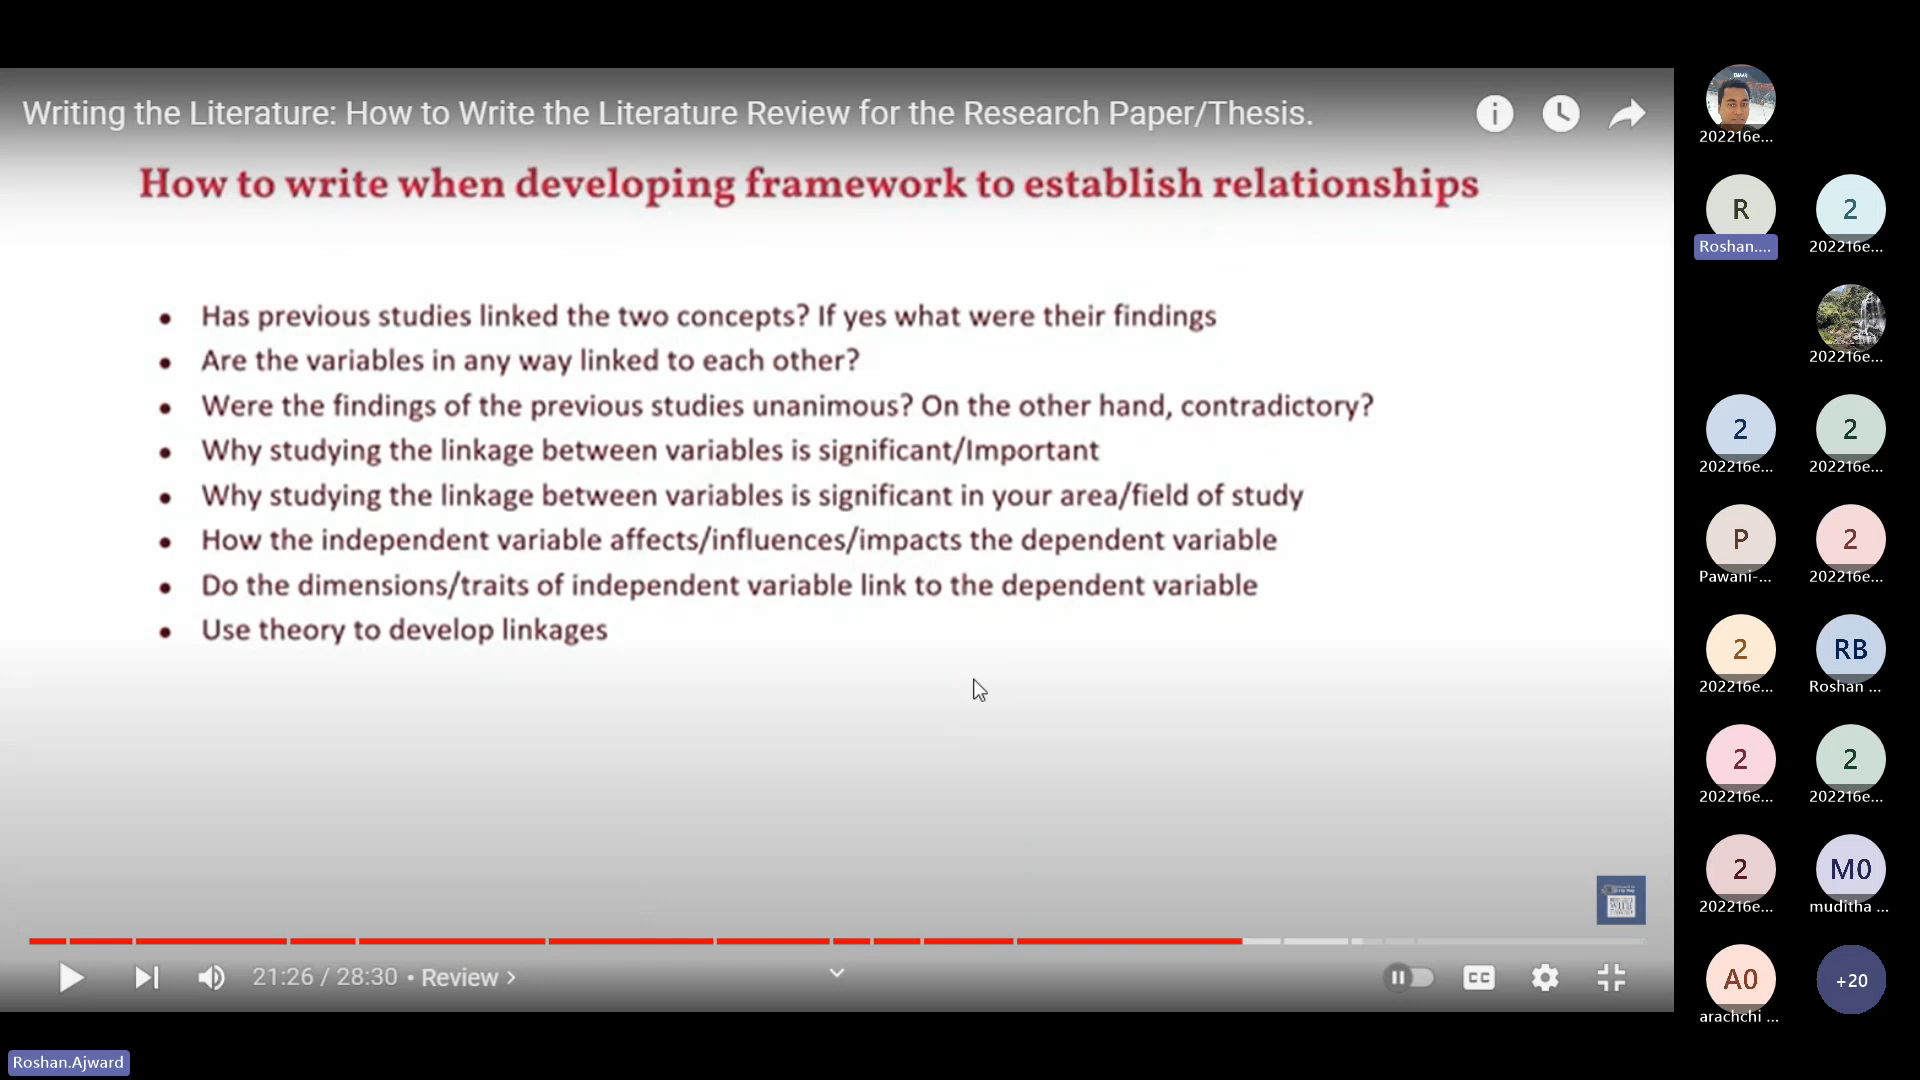 Writing the Literature: How to Write the Literature Review for the Research Paper/Thesis.
How to write when developing framework to establish relationships
• Has previous studies linked the two concepts? If yes what were their findings
• Are the variables in any way linked to each other?
• Were the findings of the previous studies unanimous? On the other hand, contradictory?
• Why studying the linkage between variables is significant/Important
• Why studying the linkage between variables is significant in your area/field of study
• How the independent variable affects/influences/impacts the dependent variable
• Do the dimensions/traits of independent variable link to the dependent variable
• Use theory to develop linkages
21:26 / 28:30 • Review >
CC
Roshan.Ajward
202216e...
R
Roshan....
2
202216e...
202216e...
2
202216e...
2
202216e...
P
Pawani-...
2
202216e...
2
202216e...
RB
Roshan ...
2
202216e...
2
202216e...
2
202216e...
M0
muditha ...
A0
arachchi ...
+20